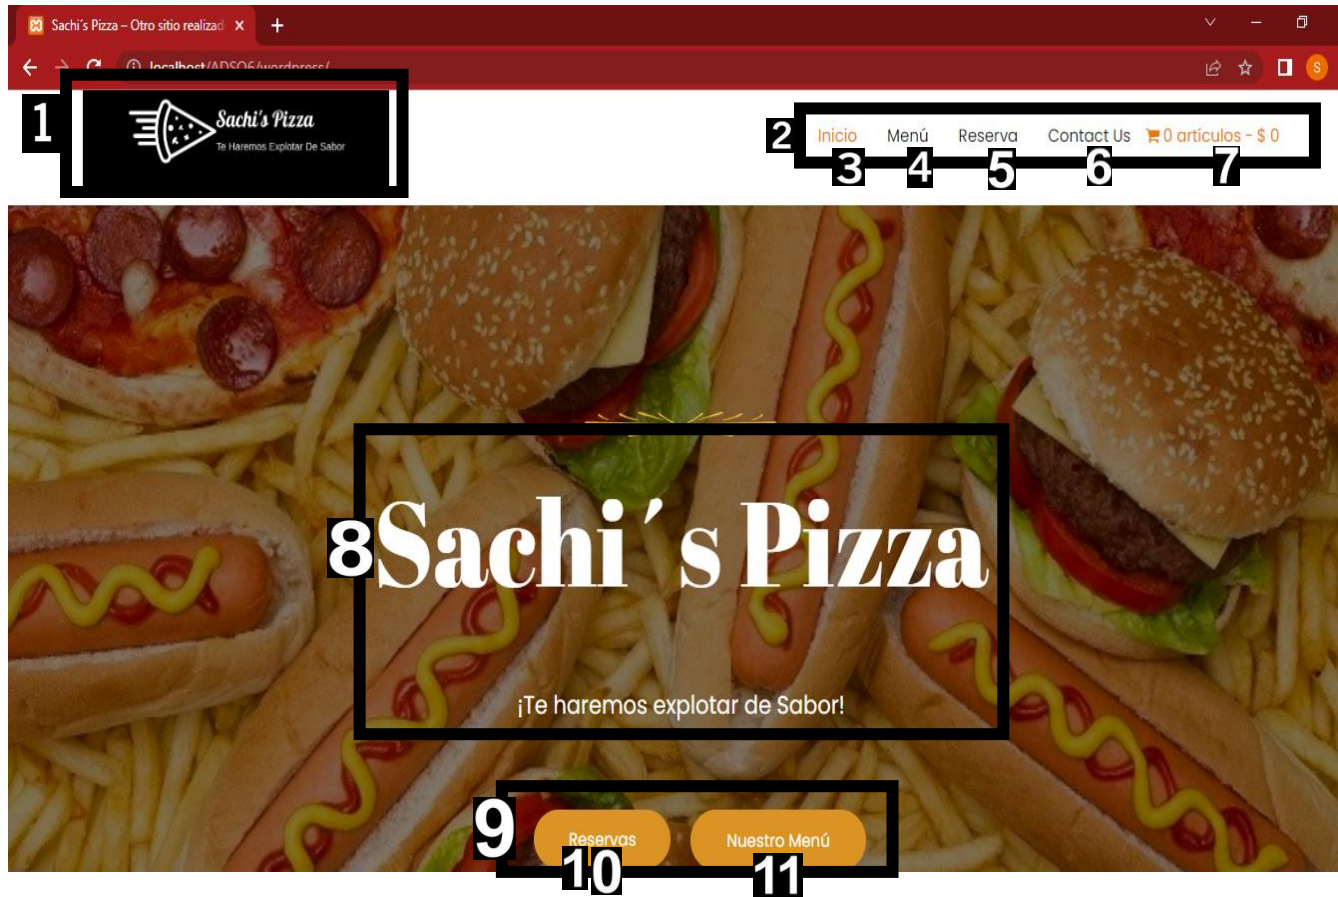 Sachi´s Pizza – Otro sitio realizad
localhost/ADSO6/wordpress/
S
1
Sachi's Pizza
Te Haremos Explotar De Sabor
2
Inicio Menú Reserva Contact Us 0 artículos - $ 0
3 4 5 6 7
8
Sachi´s Pizza
¡Te haremos explotar de Sabor!
9
Reservas Nuestro Menú
10 11